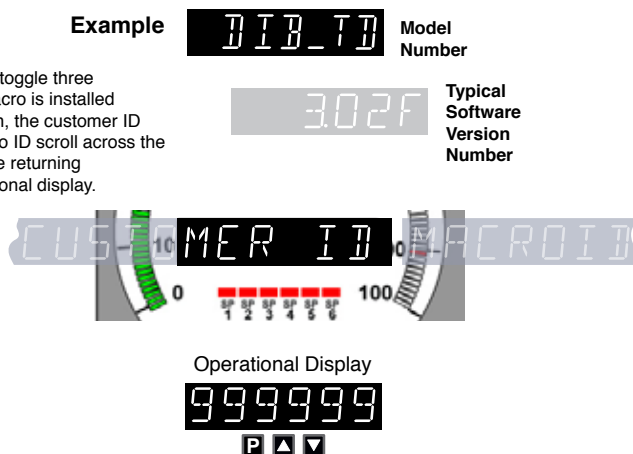 Example
DIB_TD
Model
Number
toggle three
acro is installed
n, the customer ID
o ID scroll across the
e returning
onal display.
3.02F
Typical
Software
Version
Number
CUSTOMER ID MACROID
0
SP SP SP SP SP SP
1 2 3 4 5 6
100
Operational Display
999999
P